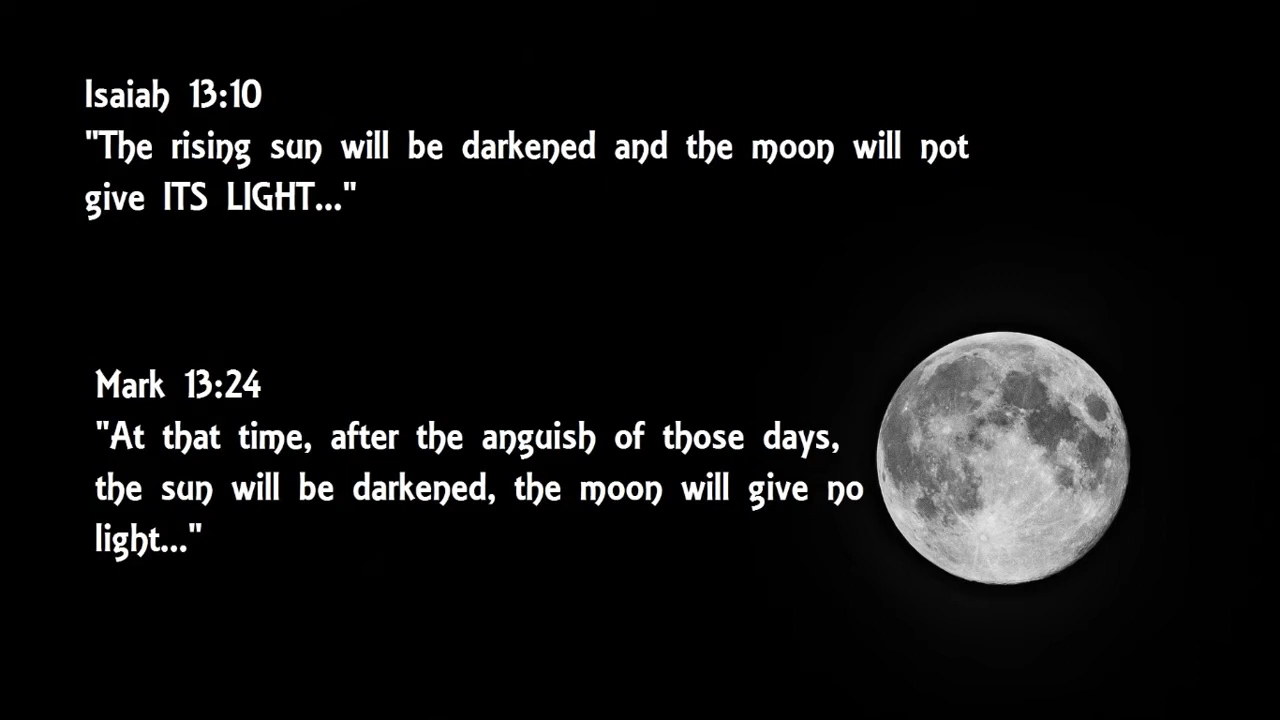 Isaiah 13:10
"The rising sun will be darkened and the moon will not
give ITS LIGHT..."
Mark 13:24
"At that time, after the anguish of those days,
the sun will be darkened, the moon will give no
light..."